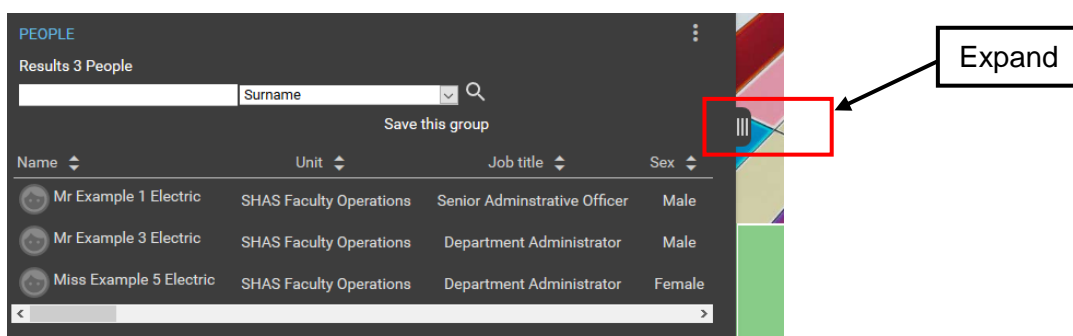 PEOPLE
Expand
Results 3 People
Surname
Save this group
Name Unit Job title Sex
Mr Example 1 Electric SHAS Faculty Operations Senior Adminstrative Officer Male
Mr Example 3 Electric SHAS Faculty Operations Department Administrator Male
Miss Example 5 Electric SHAS Faculty Operations Department Administrator Female